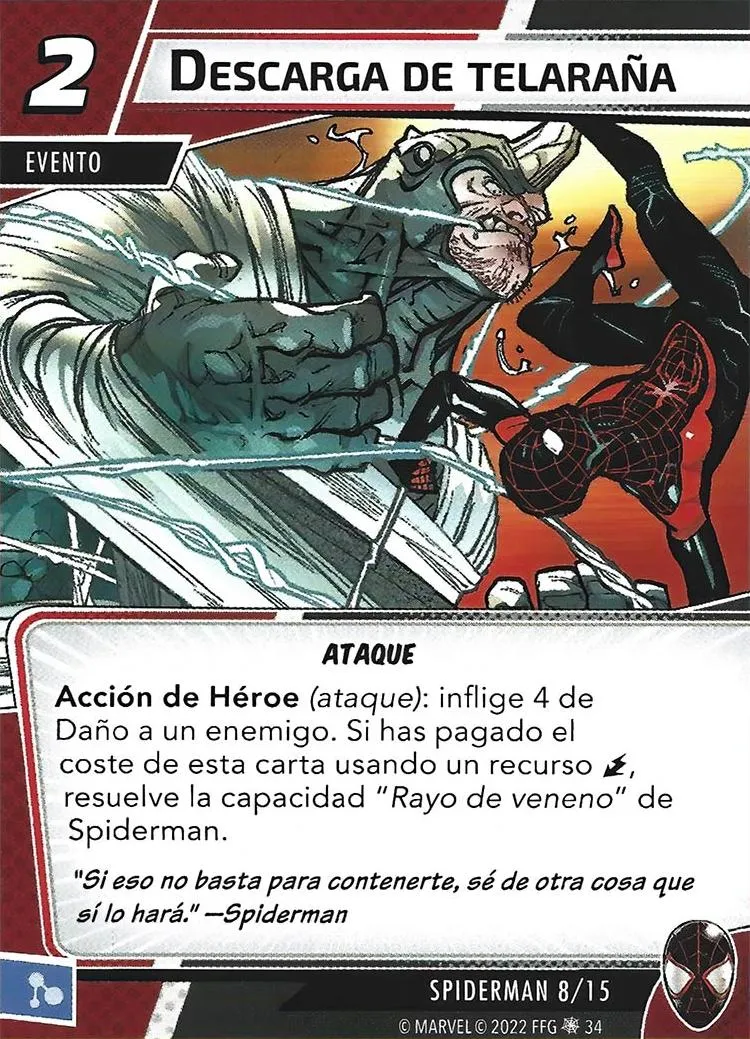 2
DESCARGA DE TELARAÑA
EVENTO
ATAQUE
Acción de Héroe (ataque): inflige 4 de
Daño a un enemigo. Si has pagado el
coste de esta carta usando un recurso ,
resuelve la capacidad "Rayo de veneno" de
Spiderman.
"Si eso no basta para contenerte, sé de otra cosa que
sí lo hará." —Spiderman
SPIDERMAN 8/15
© MARVEL © 2022 FFG 34